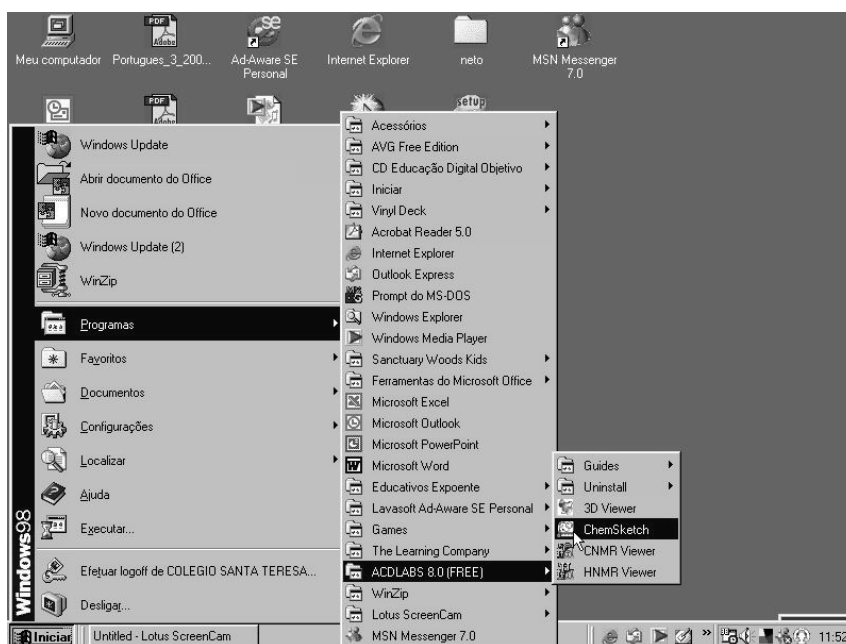 Meu computador
Portugues_3_200...
Ad-Aware SE
Personal
Internet Explorer
neto
MSN Messenger
7.0
PDF
Adobe
PDF
setup
Windows Update
Abrir documento do Office
Novo documento do Office
Windows Update (2)
WinZip
Programas
Favoritos
Documentos
Configurações
Localizar
Ajuda
Executar...
Efetuar logoff de COLEGIO SANTA TERESA...
Desligar...
Windows98
Acessórios
AVG Free Edition
CD Educação Digital Objetivo
Iniciar
Vinyl Deck
Acrobat Reader 5.0
Internet Explorer
Outlook Express
Prompt do MS-DOS
Windows Explorer
Windows Media Player
Sanctuary Woods Kids
Ferramentas do Microsoft Office
Microsoft Excel
Microsoft Outlook
Microsoft PowerPoint
Microsoft Word
Educativos Expoente
Lavasoft Ad-Aware SE Personal
Games
The Learning Company
ACDLABS 8.0 (FREE)
WinZip
Lotus ScreenCam
MSN Messenger 7.0
Guides
Uninstall
3D Viewer
ChemSketch
CNMR Viewer
HNMR Viewer
Iniciar
Untitled - Lotus ScreenCam
11:52